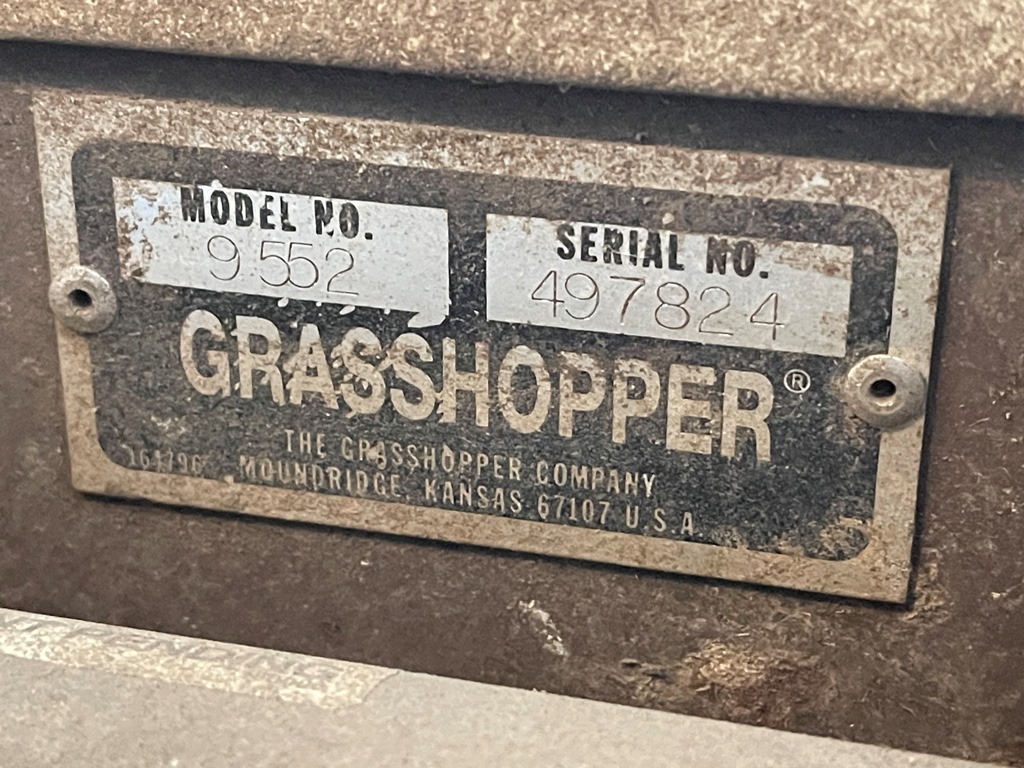 MODEL NO.
9552
SERIAL NO.
497824
GRASSHOPPER®
THE GRASSHOPPER COMPANY
164796 MOUNDRIDGE, KANSAS 67107 U.S.A.